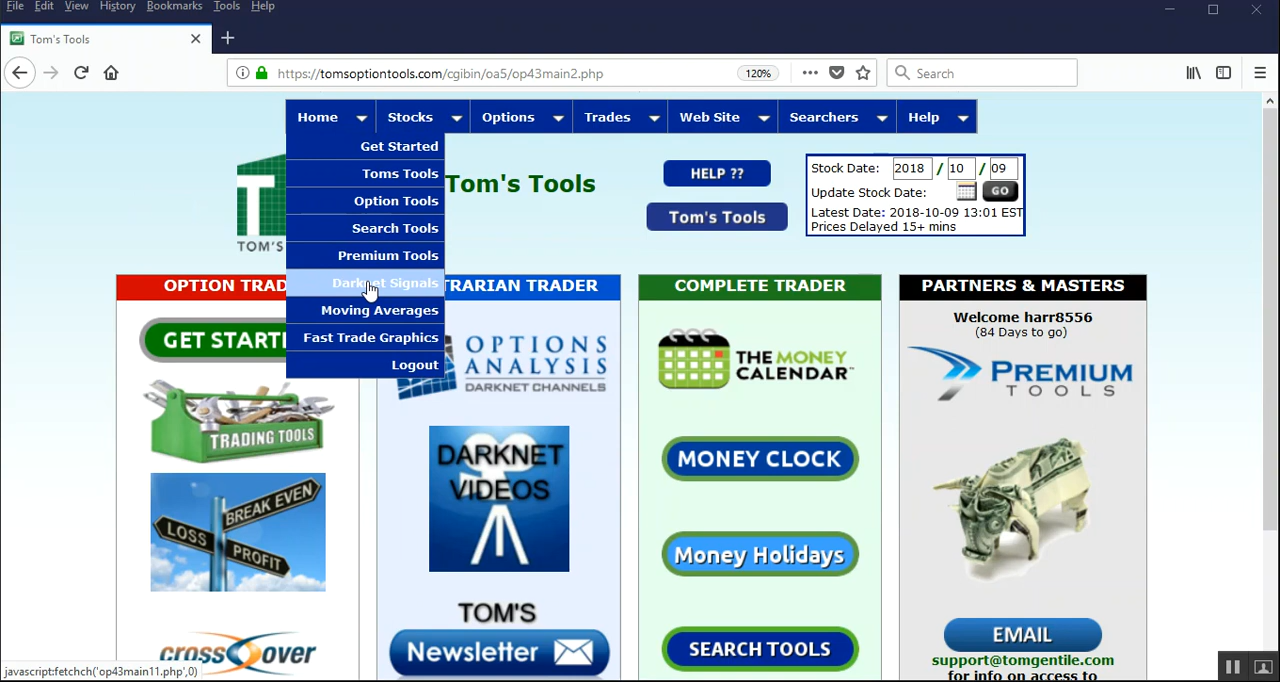 File Edit View History Bookmarks Tools Help
Tom's Tools
https://tomsoptiontools.com/cgibin/oa5/op43main2.php
120%
Search
Home Stocks Options Trades Web Site Searchers Help
Get Started
Toms Tools
Option Tools
Search Tools
Premium Tools
Darknet Signals
Moving Averages
Fast Trade Graphics
Logout
T
TOM'S
Tom's Tools
HELP ??
Tom's Tools
Stock Date: 2018 / 10 / 09
Update Stock Date: GO
Latest Date: 2018-10-09 13:01 EST
Prices Delayed 15+ mins
OPTION TRAD
GET START
TRADING TOOLS
LOSS
BREAK EVEN
PROFIT
crossover
TRARIAN TRADER
OPTIONS
ANALYSIS
DARKNET CHANNELS
DARKNET
VIDEOS
TOM'S
Newsletter
COMPLETE TRADER
THE MONEY
CALENDAR
MONEY CLOCK
Money Holidays
SEARCH TOOLS
PARTNERS & MASTERS
Welcome harr8556
(84 Days to go)
PREMIUM
TOOLS
EMAIL
support@tomgentile.com
for info on access to
javascript:fetchch('op43main11.php',0)